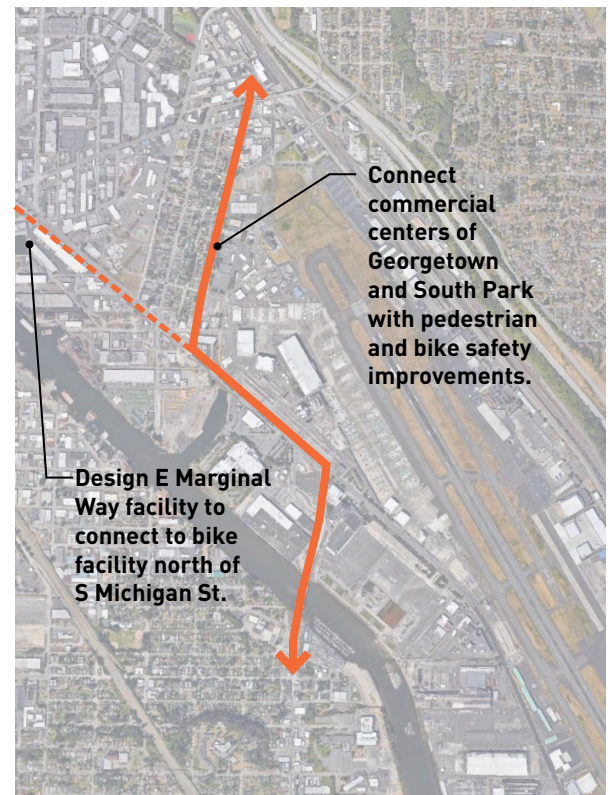 Connect
commercial
centers of
Georgetown
and South Park
with pedestrian
and bike safety
improvements.
Design E Marginal
Way facility to
connect to bike
facility north of
S Michigan St.